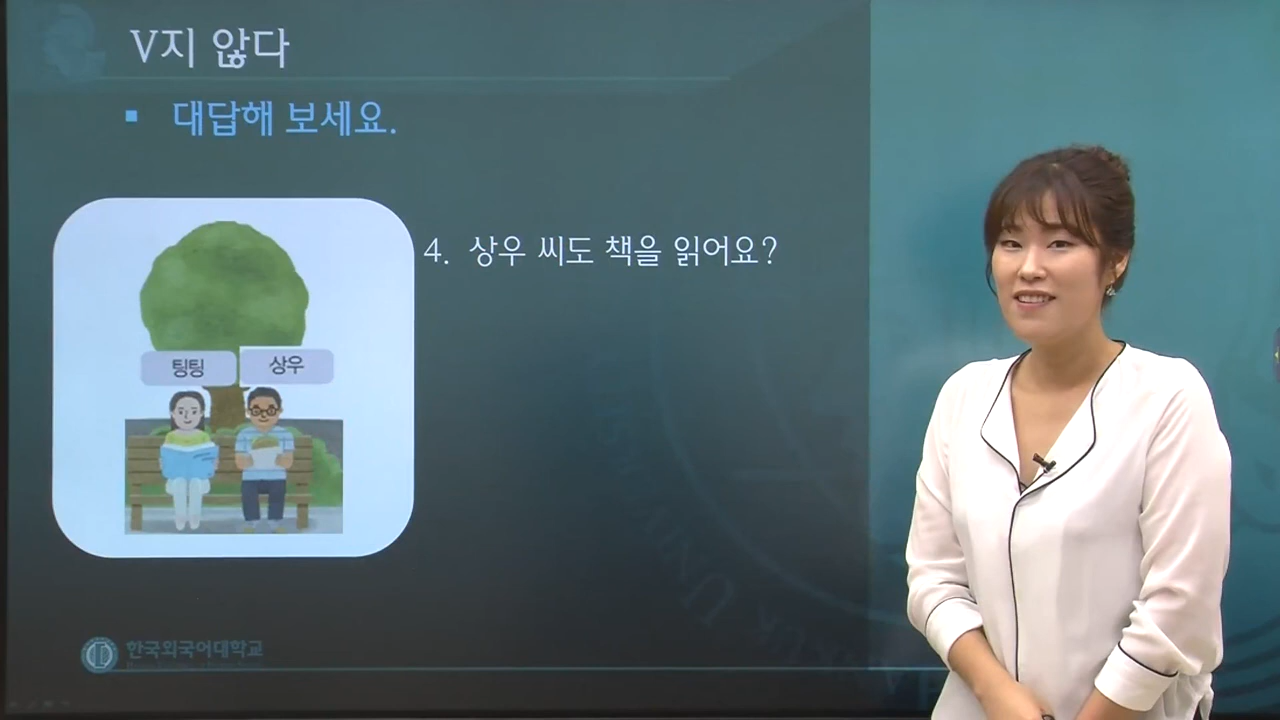 V지 않다
▪ 대답해 보세요.
4. 상우 씨도 책을 읽어요?
팅팅
상우
한국외국어대학교